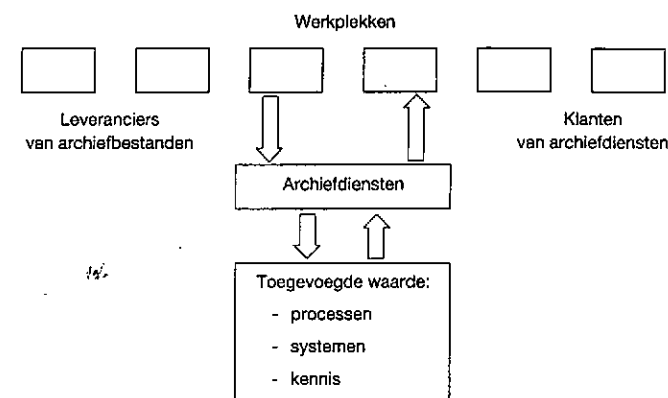 Werkplekken
Leveranciers
van archiefbestanden
Klanten
van archiefdiensten
Archiefdiensten
Toegevoegde waarde:
- processen
- systemen
- kennis